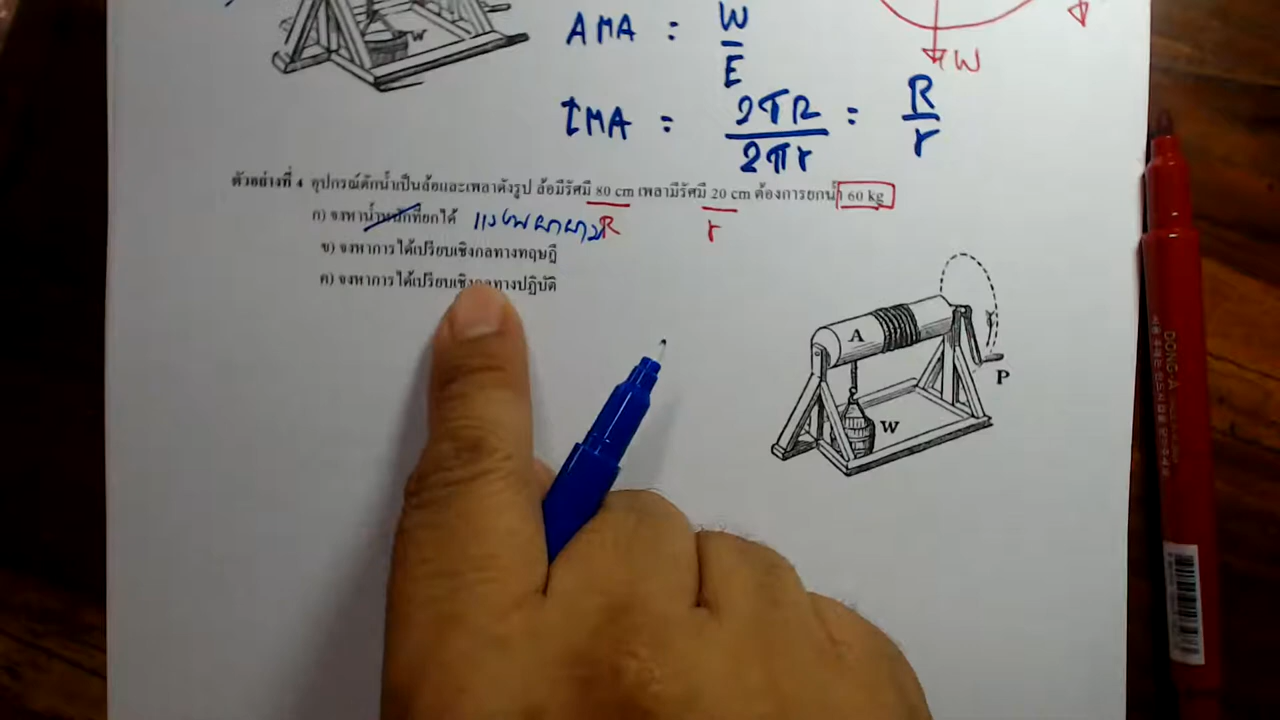 W
AMA = W/E
W
IMA = 2πR/2πr = R/r
ตัวอย่างที่ 4 อุปกรณ์ตักน้ำเป็นล้อและเพลาดังรูป ล้อมีรัศมี 80 cm เพลามีรัศมี 20 cm ต้องการยกน้ำ 60 kg
ก) จงหาน้ำหนักที่ยกได้ แรงพยายาม R r
ข) จงหาการได้เปรียบเชิงกลทางทฤษฎี
ค) จงหาการได้เปรียบเชิงกลทางปฏิบัติ
A
P
W
DONG-A